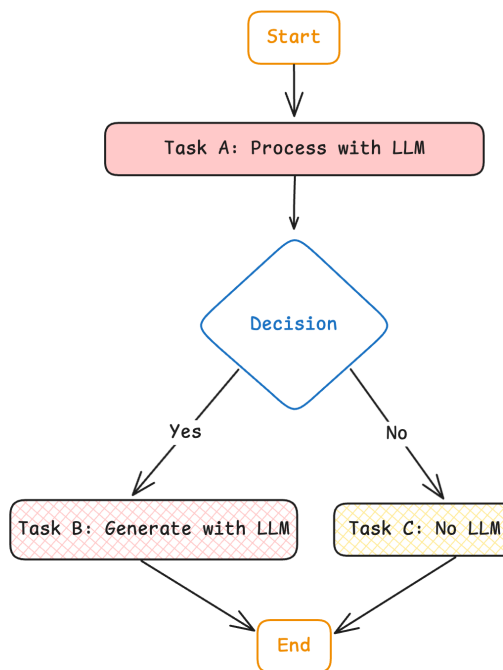 Start
Task A: Process with LLM
Decision
Yes
No
Task B: Generate with LLM
Task C: No LLM
End